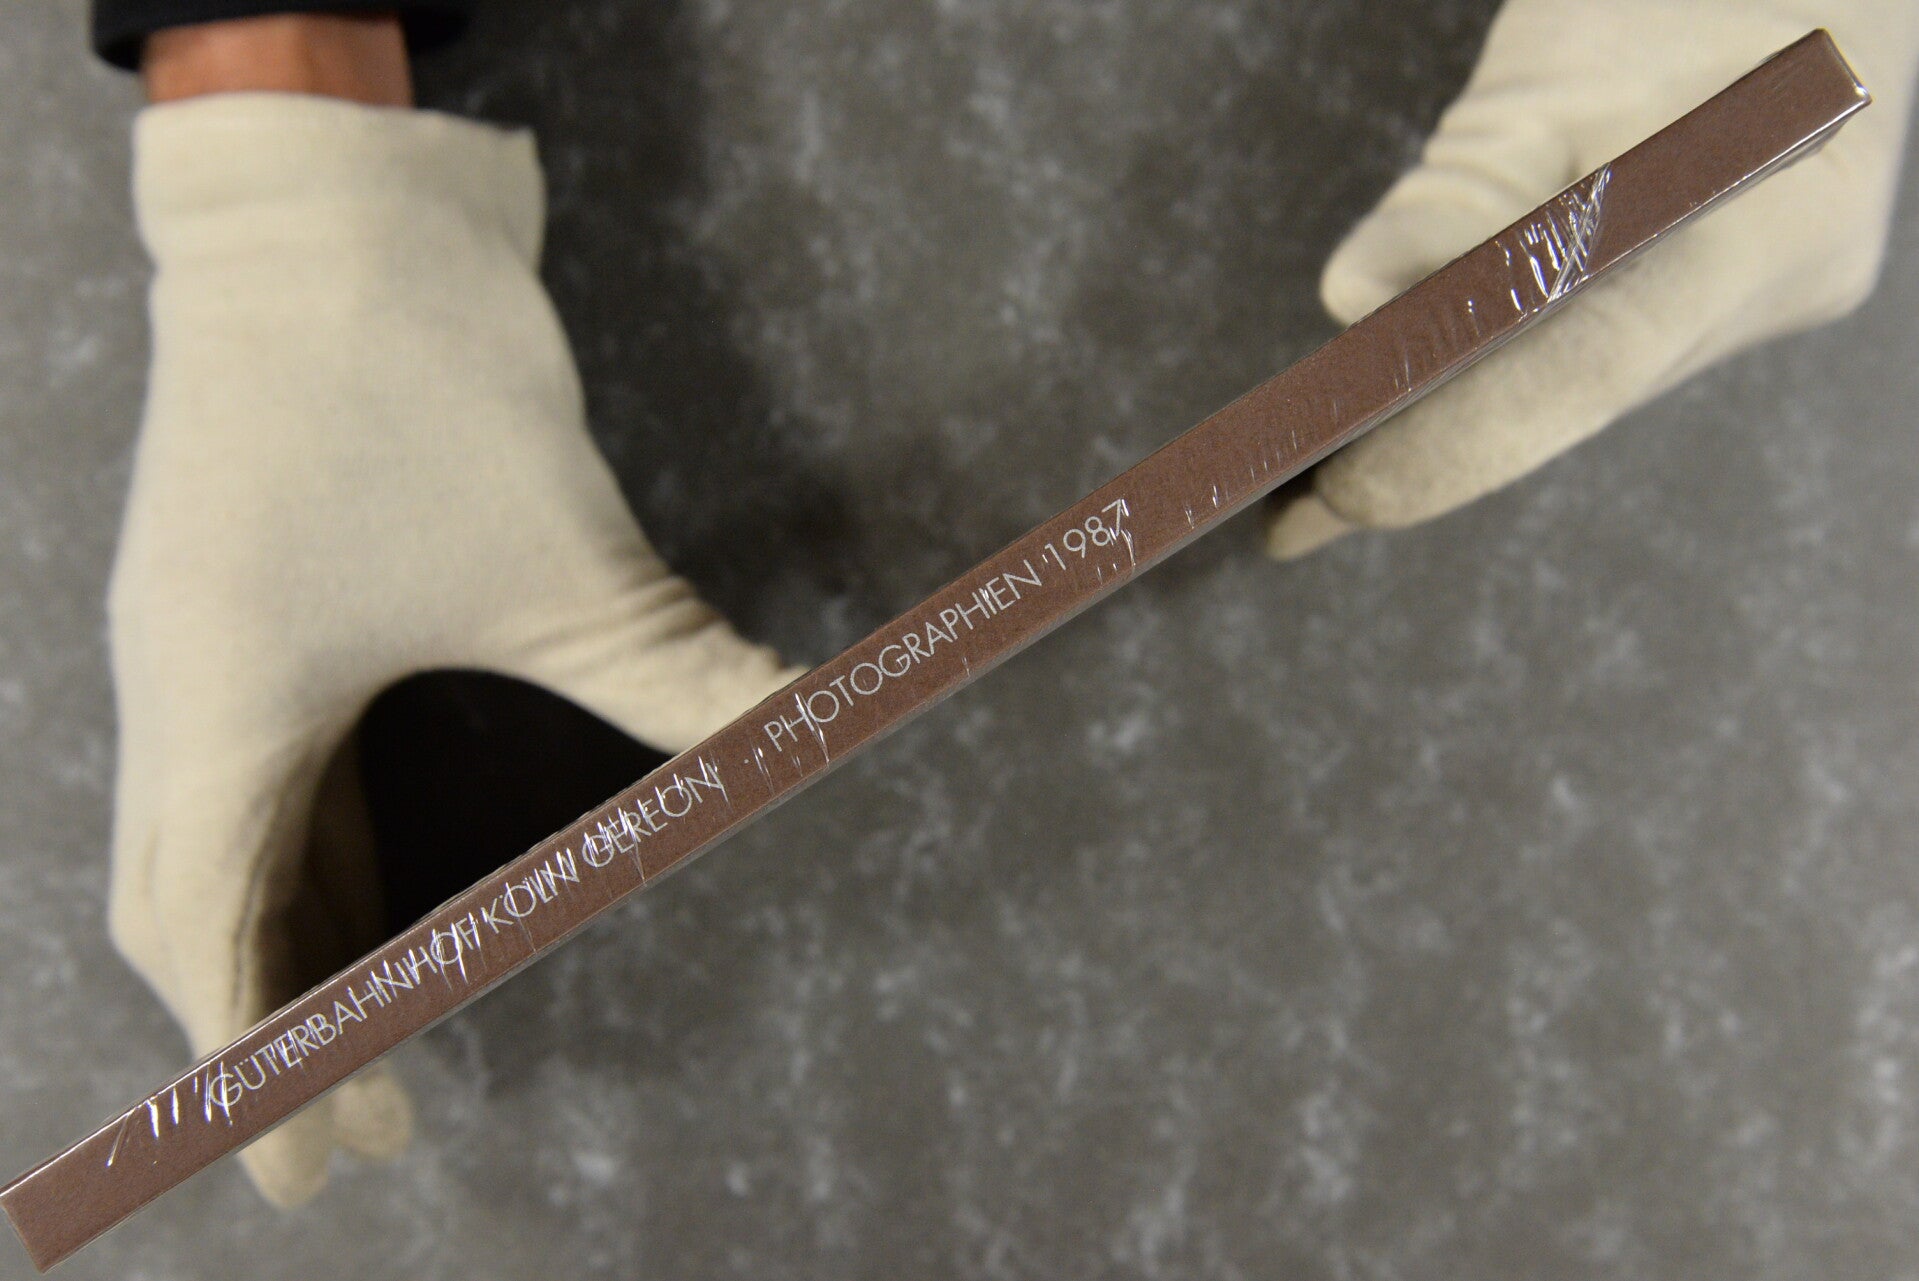 GÜTERBAHNHOF KÖLN GEREON · PHOTOGRAPHIEN 1987